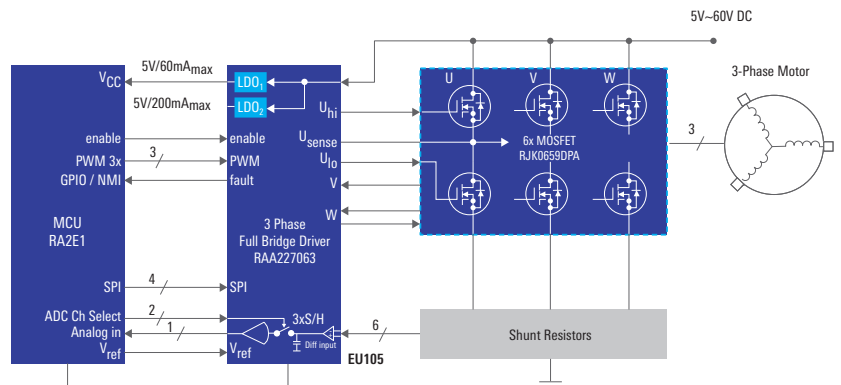 5V~60V DC
5V/60mAmax
VCC
LDO1
5V/200mAmax
LDO2
Uhi
U
V
W
3-Phase Motor
enable
enable
Usense
6x MOSFET
RJK0659DPA
3
PWM 3x
3
PWM
Ulo
GPIO / NMI
fault
V
W
MCU
RA2E1
3 Phase
Full Bridge Driver
RAA227063
SPI
4
SPI
ADC Ch Select
2
3xS/H
Analog in
1
Diff input
6
Shunt Resistors
Vref
Vref
EU105